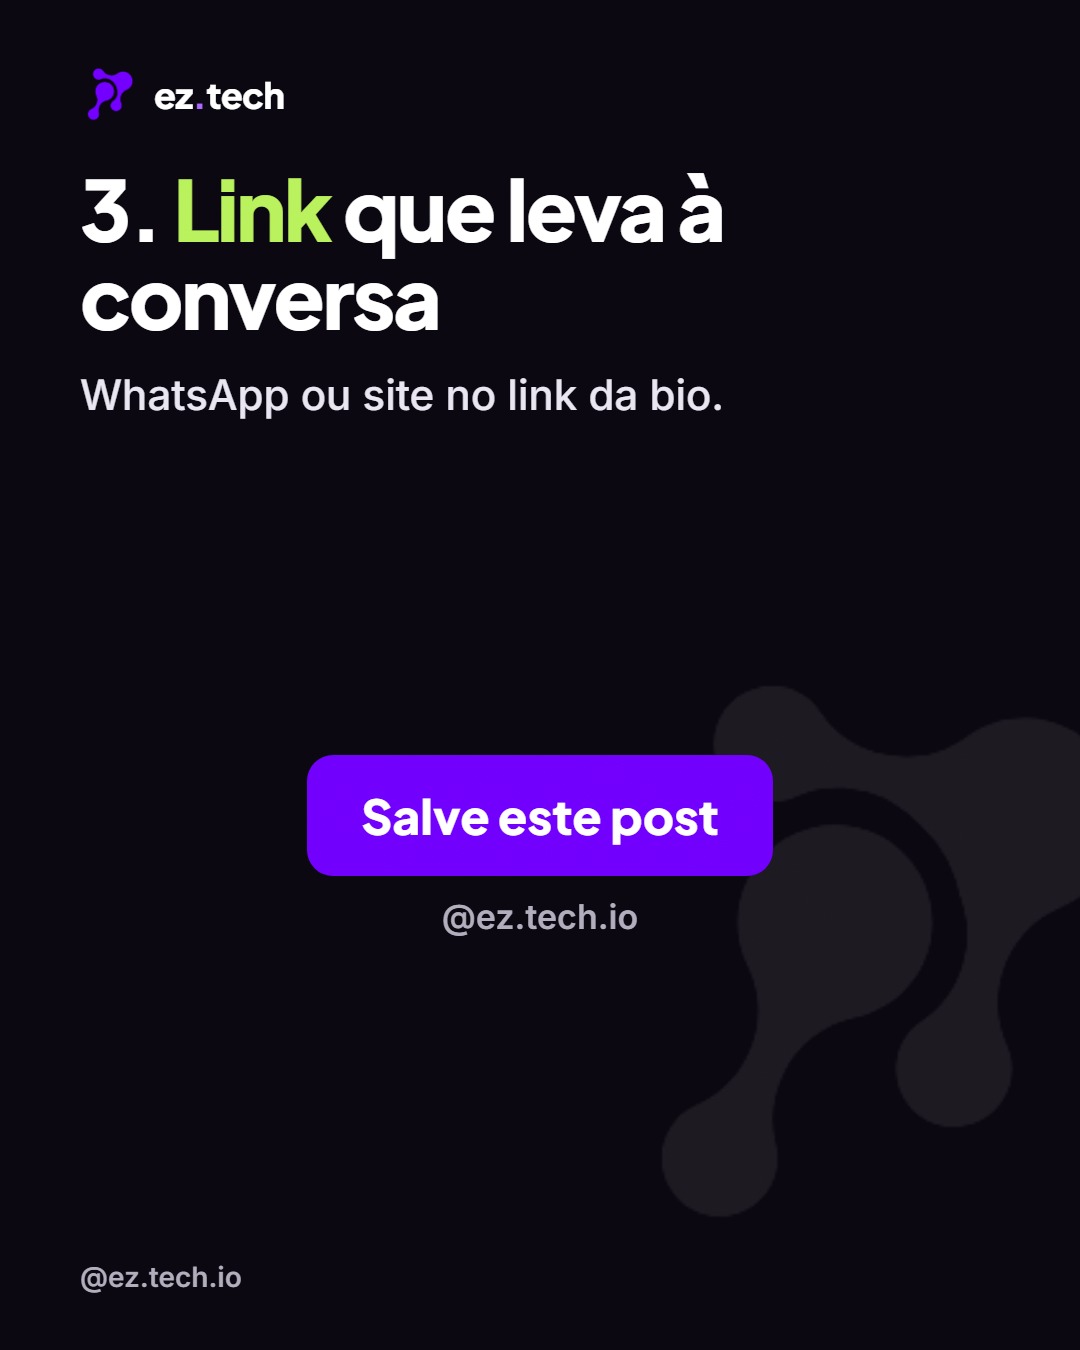 ez.tech
3. Link que leva à
conversa
WhatsApp ou site no link da bio.
Salve este post
@ez.tech.io
@ez.tech.io